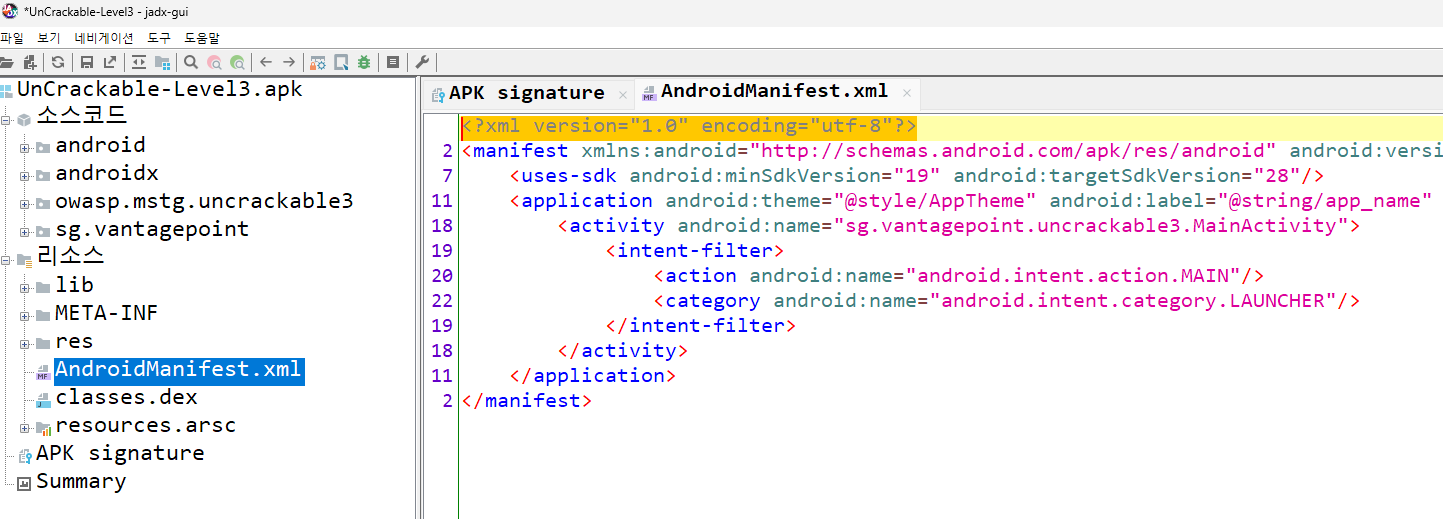 *UnCrackable-Level3 - jadx-gui
파일 보기 네비게이션 도구 도움말
UnCrackable-Level3.apk
소스코드
android
androidx
owasp.mstg.uncrackable3
sg.vantagepoint
리소스
lib
META-INF
res
AndroidManifest.xml
classes.dex
resources.arsc
APK signature
Summary
APK signature × AndroidManifest.xml ×
<?xml version="1.0" encoding="utf-8"?>
2 <manifest xmlns:android="http://schemas.android.com/apk/res/android" android:versi
7 <uses-sdk android:minSdkVersion="19" android:targetSdkVersion="28"/>
11 <application android:theme="@style/AppTheme" android:label="@string/app_name"
18 <activity android:name="sg.vantagepoint.uncrackable3.MainActivity">
19 <intent-filter>
20 <action android:name="android.intent.action.MAIN"/>
22 <category android:name="android.intent.category.LAUNCHER"/>
19 </intent-filter>
18 </activity>
11 </application>
2 </manifest>